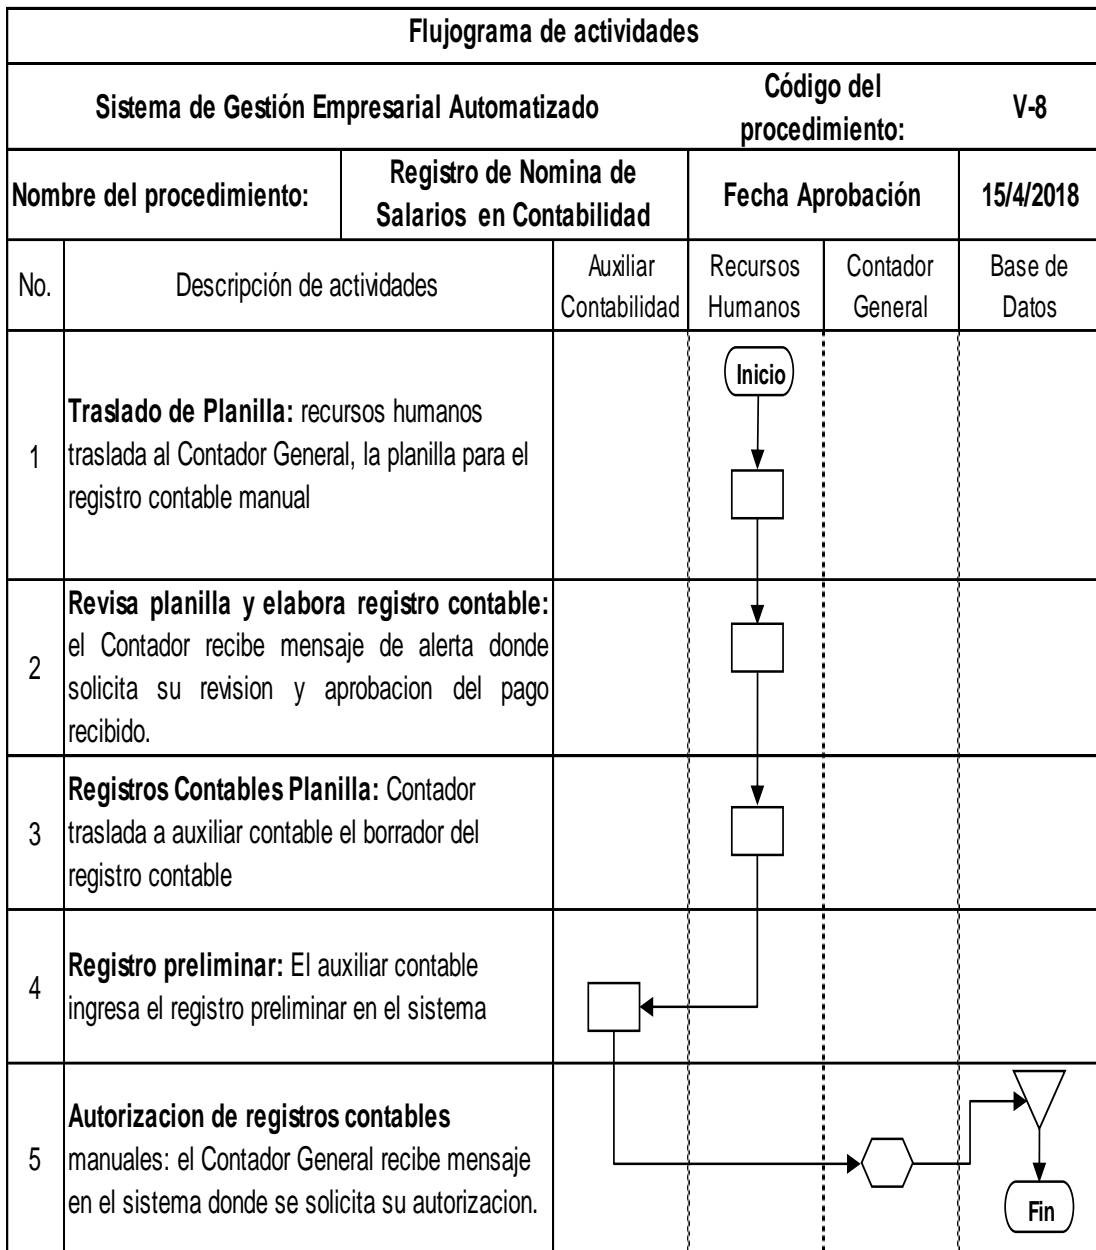 Flujograma de actividades
Sistema de Gestión Empresarial Automatizado
Código del
procedimiento:
V-8
Nombre del procedimiento:
Registro de Nomina de
Salarios en Contabilidad
Fecha Aprobación
15/4/2018
No.
Descripción de actividades
Auxiliar
Contabilidad
Recursos
Humanos
Contador
General
Base de
Datos
Inicio
1
Traslado de Planilla: recursos humanos
traslada al Contador General, la planilla para el
registro contable manual
2
Revisa planilla y elabora registro contable:
el Contador recibe mensaje de alerta donde
solicita su revision y aprobacion del pago
recibido.
3
Registros Contables Planilla: Contador
traslada a auxiliar contable el borrador del
registro contable
4
Registro preliminar: El auxiliar contable
ingresa el registro preliminar en el sistema
5
Autorizacion de registros contables
manuales: el Contador General recibe mensaje
en el sistema donde se solicita su autorizacion.
Fin